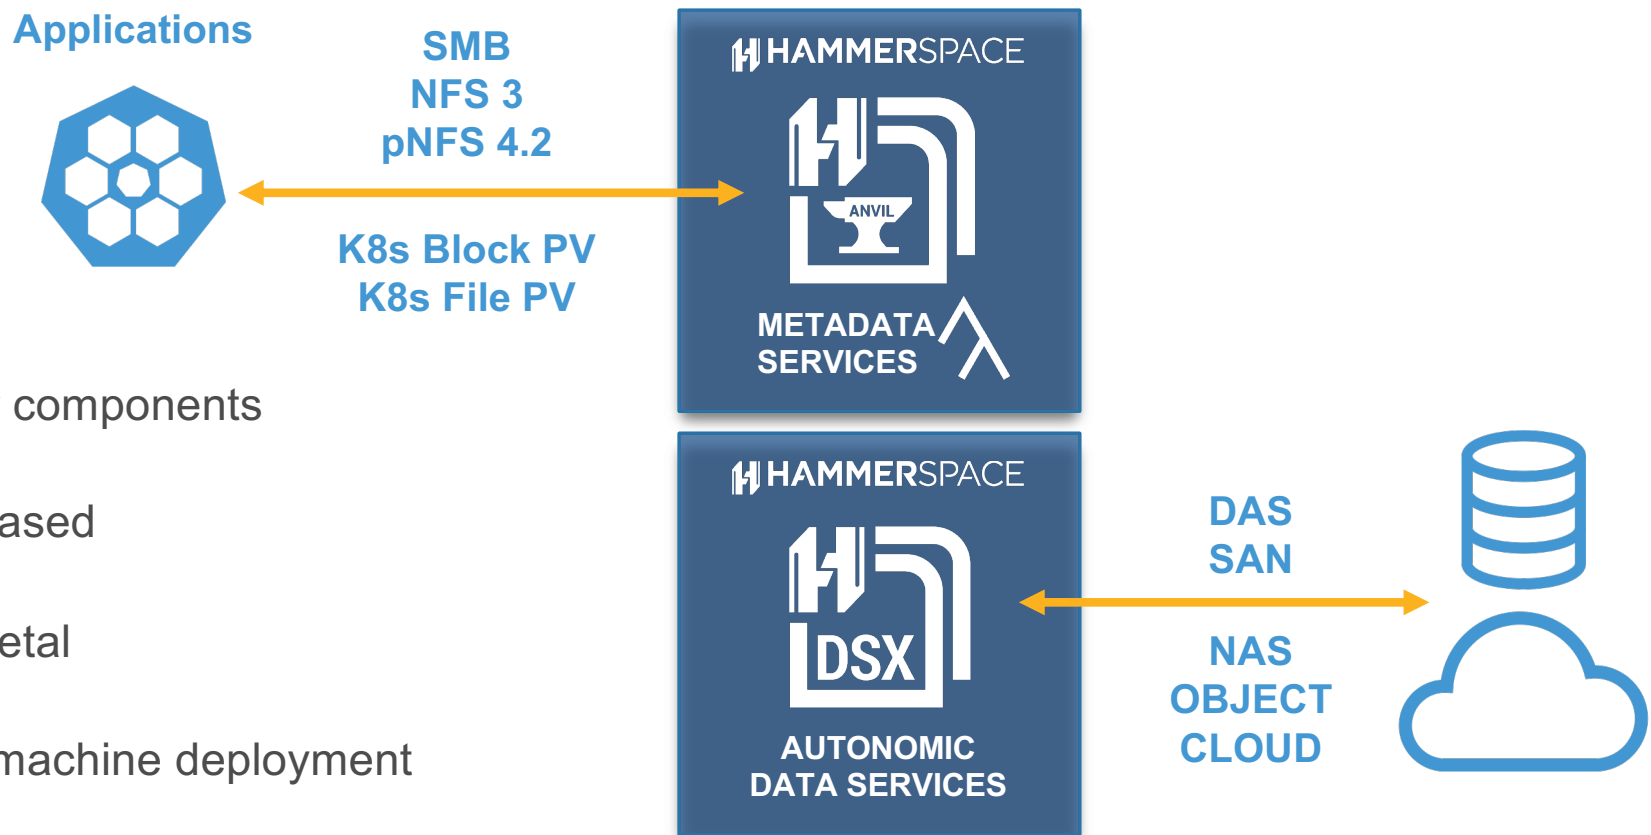 Applications
SMB
NFS 3
pNFS 4.2
K8s Block PV
K8s File PV
HAMMERSPACE
ANVIL
METADATA
SERVICES
components
ased
etal
machine deployment
HAMMERSPACE
DSX
AUTONOMIC
DATA SERVICES
DAS
SAN
NAS
OBJECT
CLOUD